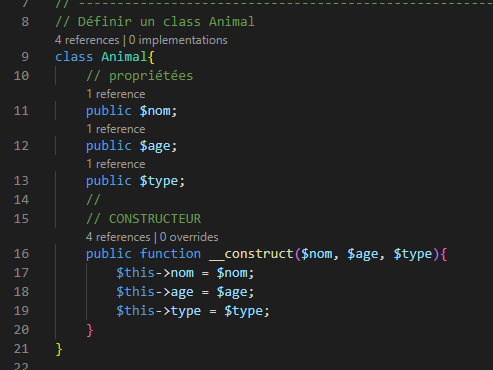 7 // ----------------------------------------------------
8 // Définir un class Animal
4 references | 0 implementations
9 class Animal{
10 // propriétées
1 reference
11 public $nom;
1 reference
12 public $age;
1 reference
13 public $type;
14 //
15 // CONSTRUCTEUR
4 references | 0 overrides
16 public function __construct($nom, $age, $type){
17 $this->nom = $nom;
18 $this->age = $age;
19 $this->type = $type;
20 }
21 }
22